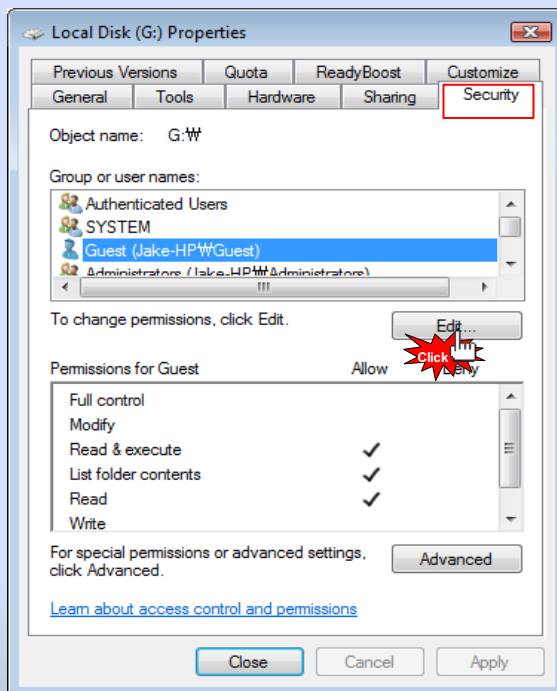 Local Disk (G:) Properties
Previous Versions Quota ReadyBoost Customize
General Tools Hardware Sharing Security
Object name: G:₩
Group or user names:
Authenticated Users
SYSTEM
Guest (Jake-HP₩Guest)
Administrators (Jake-HP₩Administrators)
To change permissions, click Edit.
Edit...
Click
Permissions for Guest Allow Deny
Full control
Modify
Read & execute
List folder contents
Read
Write
For special permissions or advanced settings,
click Advanced.
Advanced
Learn about access control and permissions
Close Cancel Apply